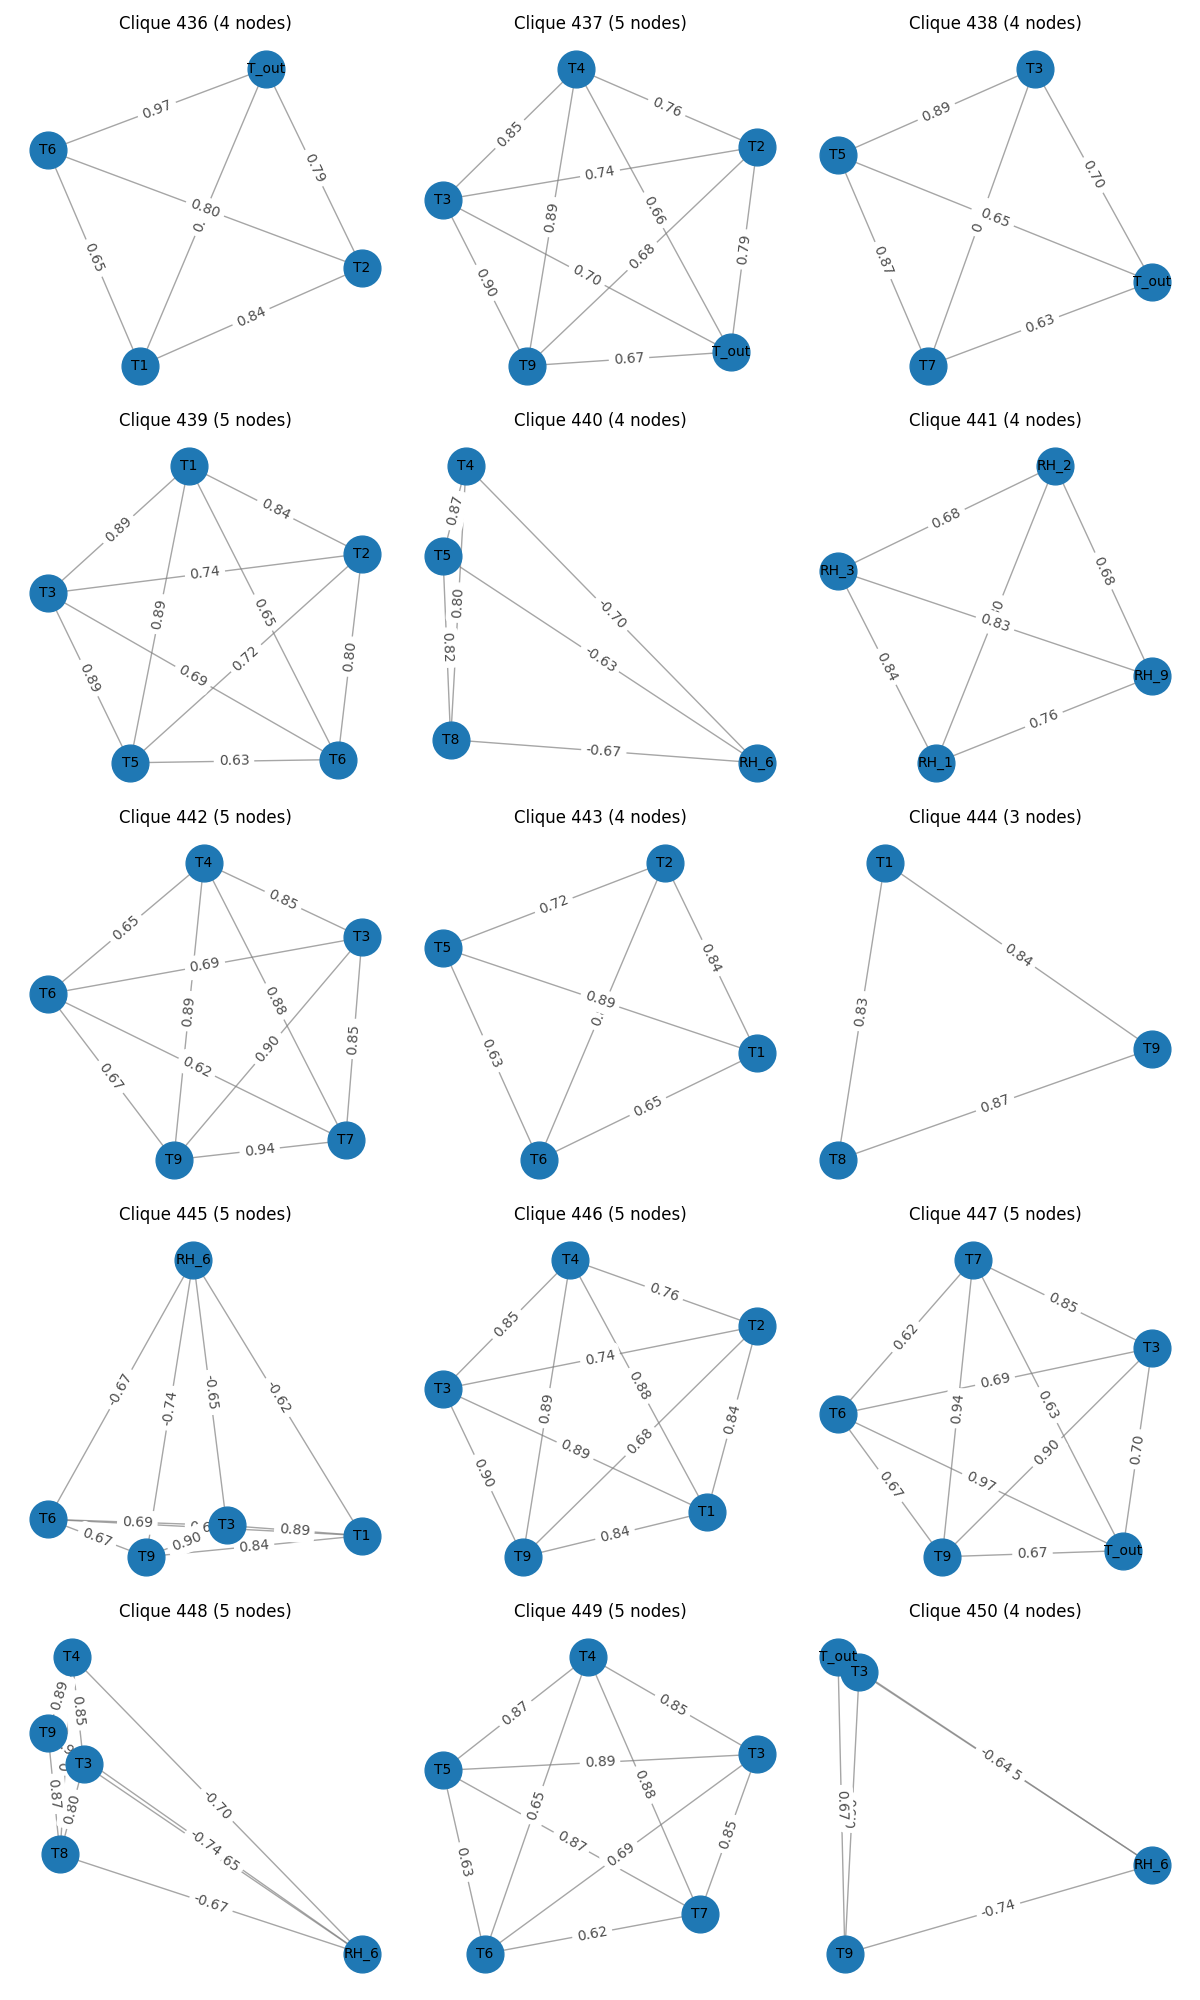 Clique 436 (4 nodes)
T_out
0.97
T6
0.79
0.80
0.
0.65
T2
0.84
T1
Clique 437 (5 nodes)
T4
0.76
0.85
T2
0.74
T3
0.89
0.66
0.79
0.68
0.70
0.90
T_out
0.67
T9
Clique 438 (4 nodes)
T3
0.89
T5
0.70
0.65
0
0.87
T_out
0.63
T7
Clique 439 (5 nodes)
T1
0.84
0.89
T2
0.74
T3
0.89
0.65
0.80
0.72
0.69
0.89
T5
0.63
T6
Clique 440 (4 nodes)
T4
0.87
T5
0.80
-0.70
0.82
-0.63
T8
-0.67
RH_6
Clique 441 (4 nodes)
RH_2
0.68
RH_3
0.68
0.83
0.84
RH_9
0.76
RH_1
Clique 442 (5 nodes)
T4
0.85
0.65
T3
0.69
T6
0.88
0.89
0.85
0.90
0.62
0.67
T7
0.94
T9
Clique 443 (4 nodes)
T2
0.72
T5
0.84
0.89
0.
0.63
T1
0.65
T6
Clique 444 (3 nodes)
T1
0.84
0.83
T9
0.87
T8
Clique 445 (5 nodes)
RH_6
-0.67
-0.74
-0.65
-0.62
T6
0.69
T3
0.89
T1
0.67
0.90
0.84
T9
Clique 446 (5 nodes)
T4
0.76
0.85
T2
0.74
T3
0.88
0.89
0.84
0.68
0.89
0.90
T1
0.84
T9
Clique 447 (5 nodes)
T7
0.85
0.62
T3
0.69
T6
0.94
0.63
0.70
0.90
0.97
0.67
T_out
0.67
T9
Clique 448 (5 nodes)
T4
0.89
0.85
T9
T3
0.87
0.80
-0.70
-0.74
65
T8
-0.67
RH_6
Clique 449 (5 nodes)
T4
0.85
0.87
T3
0.89
T5
0.88
0.65
0.85
0.87
0.69
0.63
T7
0.62
T6
Clique 450 (4 nodes)
T_out
T3
-0.64
5
0.67
RH_6
-0.74
T9